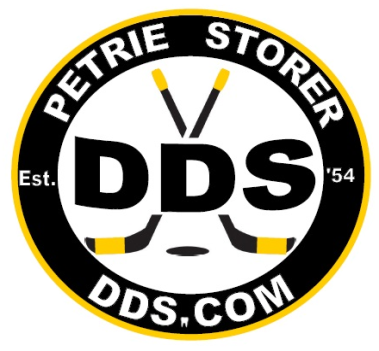 PETRIE STORER
Est. DDS '54
DDS.COM